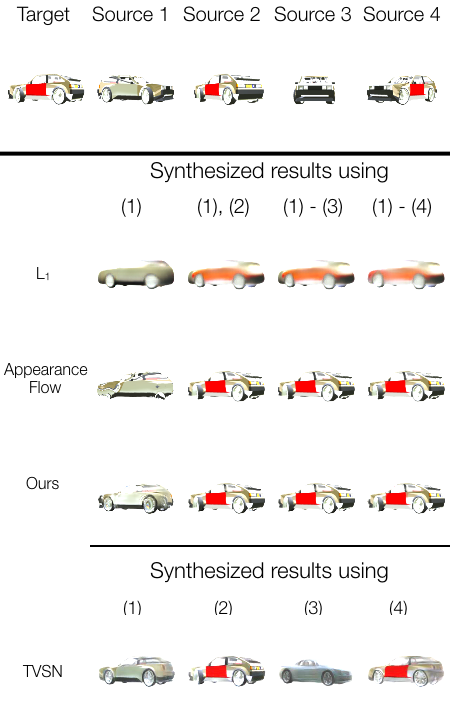 Target Source 1 Source 2 Source 3 Source 4
Synthesized results using
(1) (1), (2) (1) - (3) (1) - (4)
L₁
Appearance
Flow
Ours
Synthesized results using
(1) (2) (3) (4)
TVSN